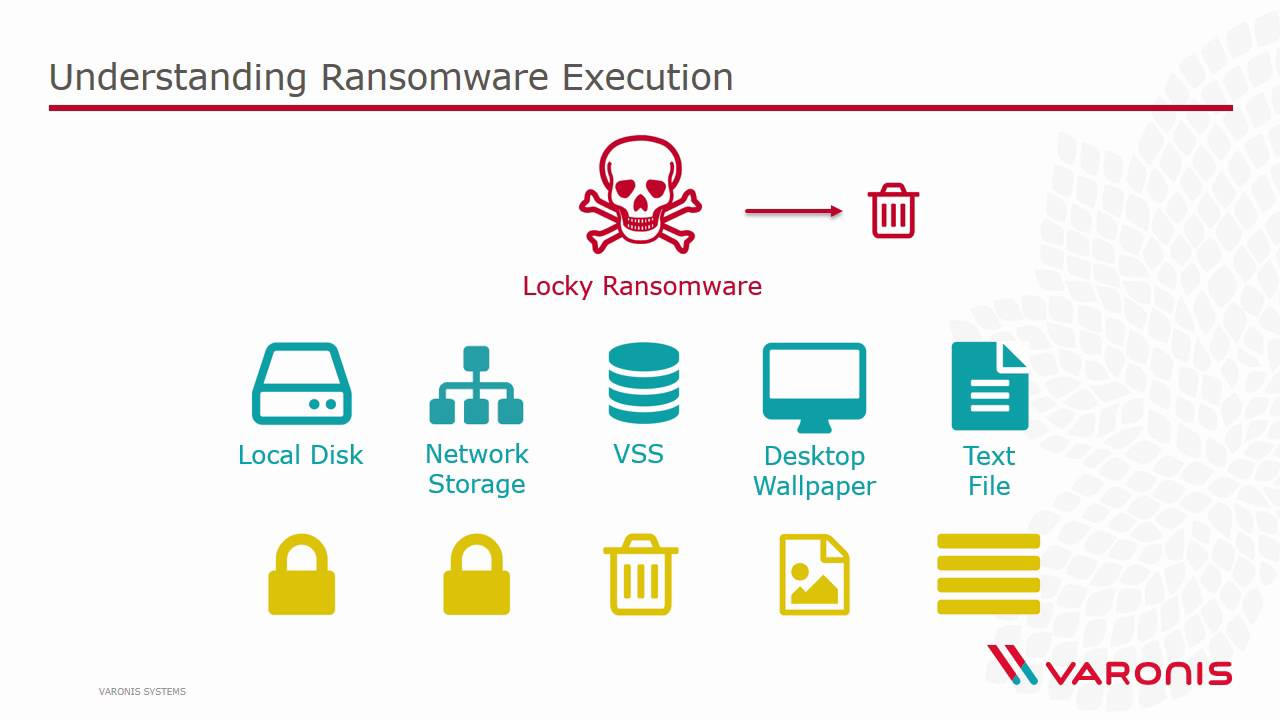 Understanding Ransomware Execution
Locky Ransomware
Local Disk
Network
Storage
VSS
Desktop
Wallpaper
Text
File
VARONIS SYSTEMS
VARONIS